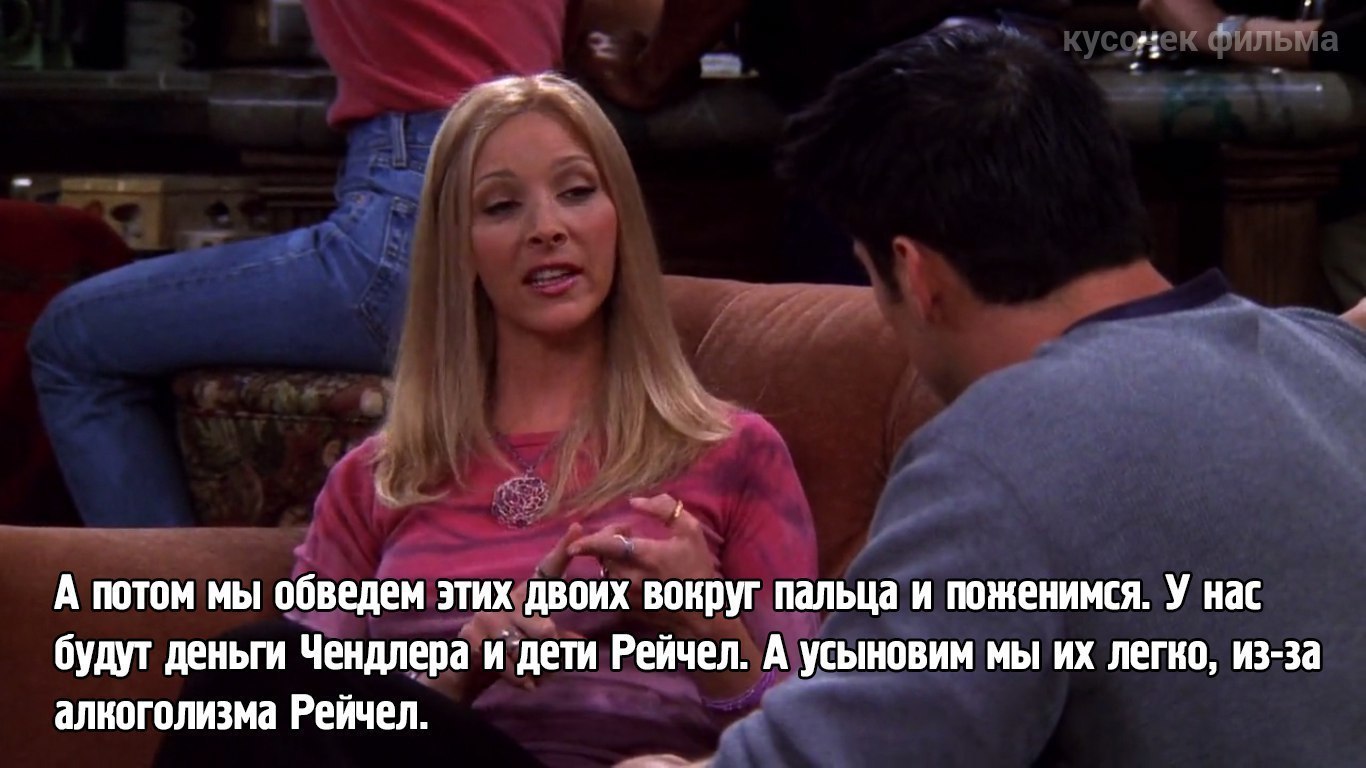 кусочек фильма
А потом мы обведем этих двоих вокруг пальца и поженимся. У нас
будут деньги Чендлера и дети Рейчел. А усыновим мы их легко, из-за
алкоголизма Рейчел.